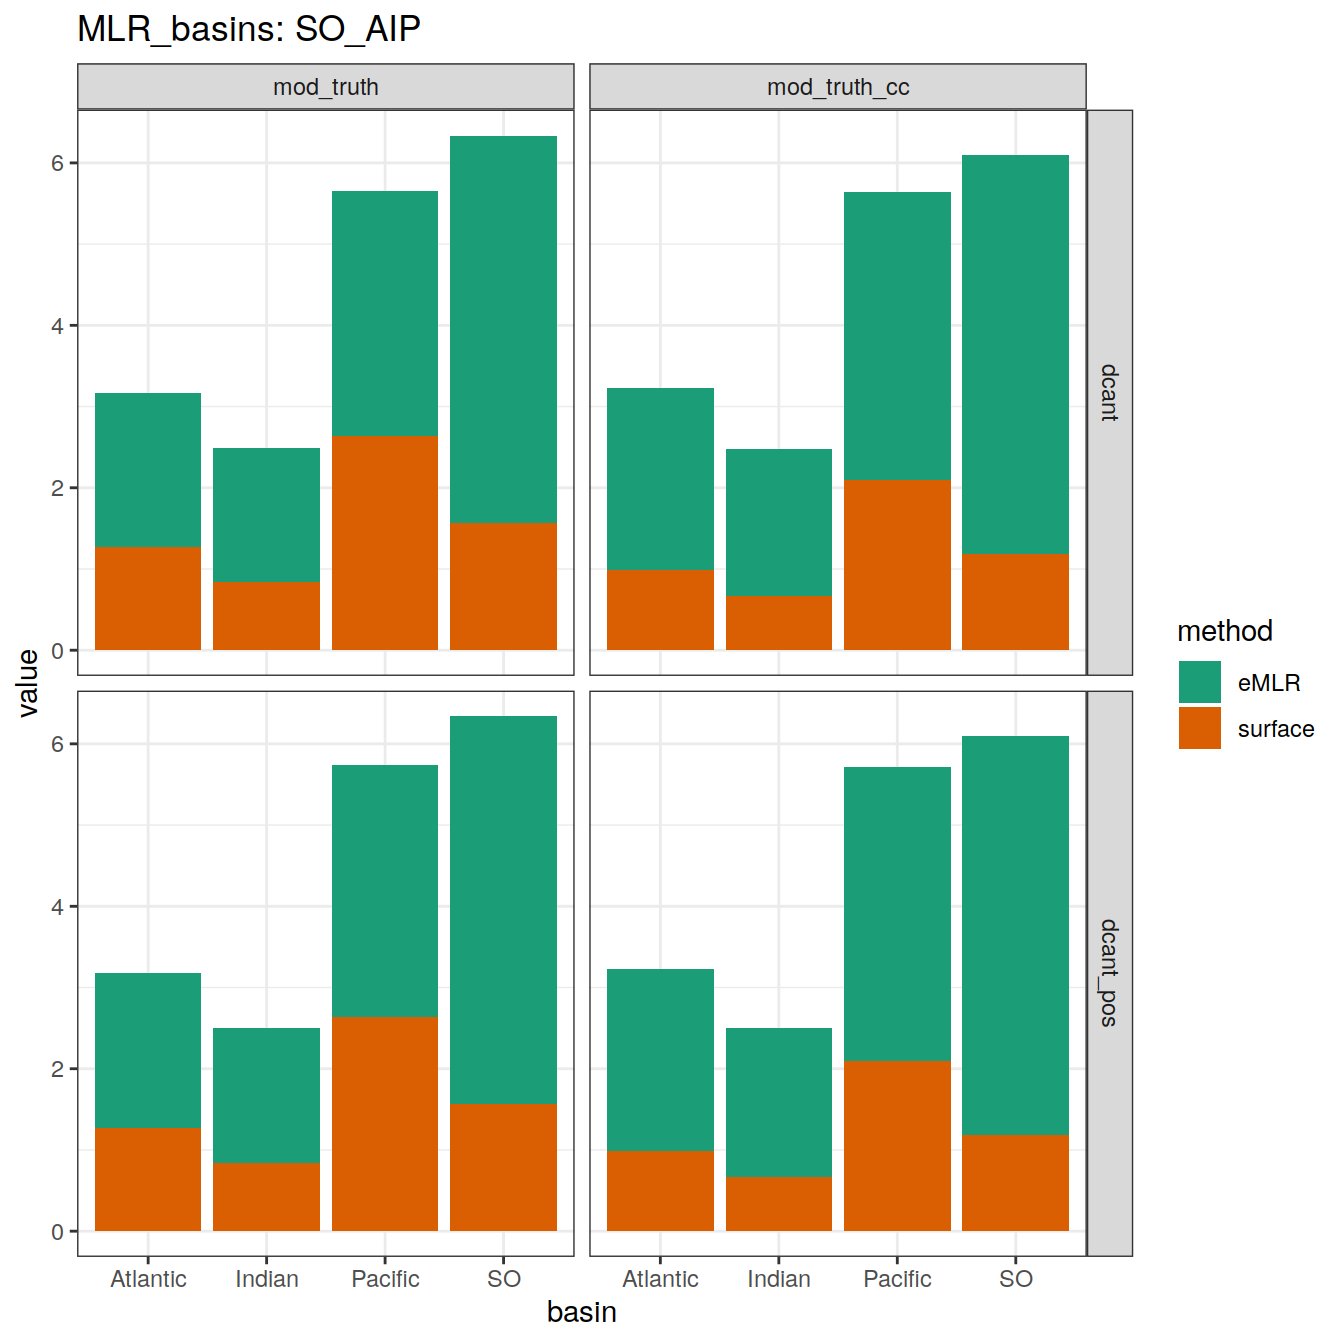 MLR_basins: SO_AIP
mod_truth
mod_truth_cc
6
4
2
0
dcant
value
6
4
2
0
dcant_pos
Atlantic
Indian
Pacific
SO
Atlantic
Indian
Pacific
SO
basin
method
eMLR
surface